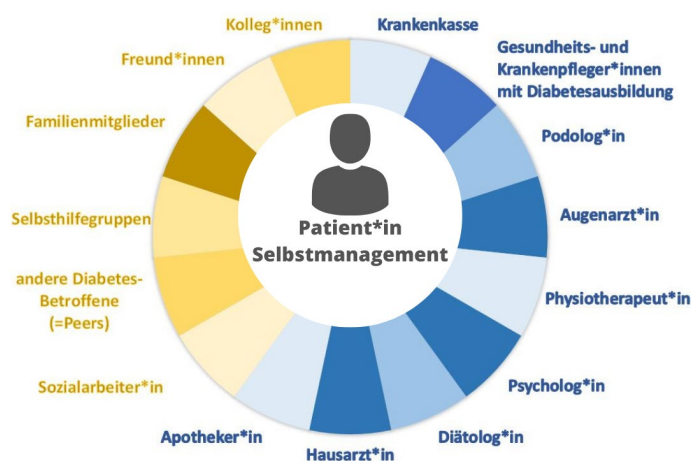 Kolleg*innen
Krankenkasse
Freund*innen
Gesundheits- und
Krankenpfleger*innen
mit Diabetesausbildung
Familienmitglieder
Podolog*in
Selbsthilfegruppen
Augenarzt*in
Patient*in
Selbstmanagement
andere Diabetes-
Betroffene
(=Peers)
Physiotherapeut*in
Sozialarbeiter*in
Psycholog*in
Apotheker*in
Hausarzt*in
Diätolog*in